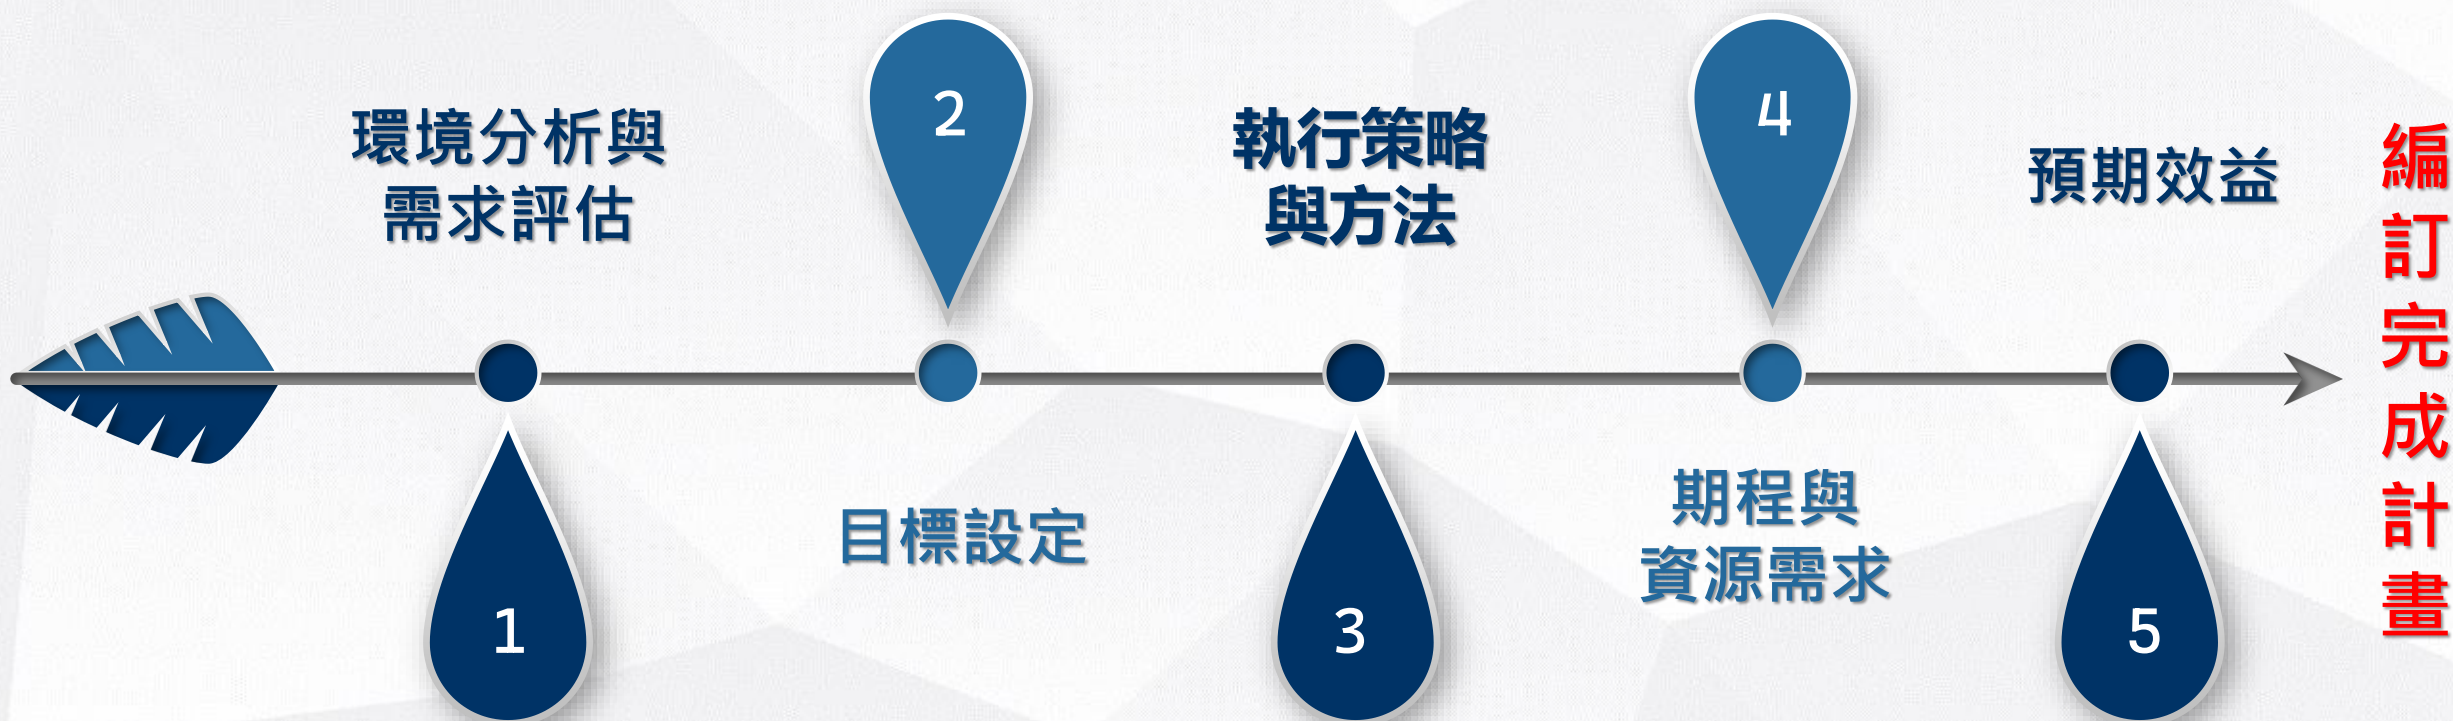 1
環境分析與
需求評估
2
目標設定
3
執行策略
與方法
4
期程與
資源需求
5
預期效益
編訂完成計畫